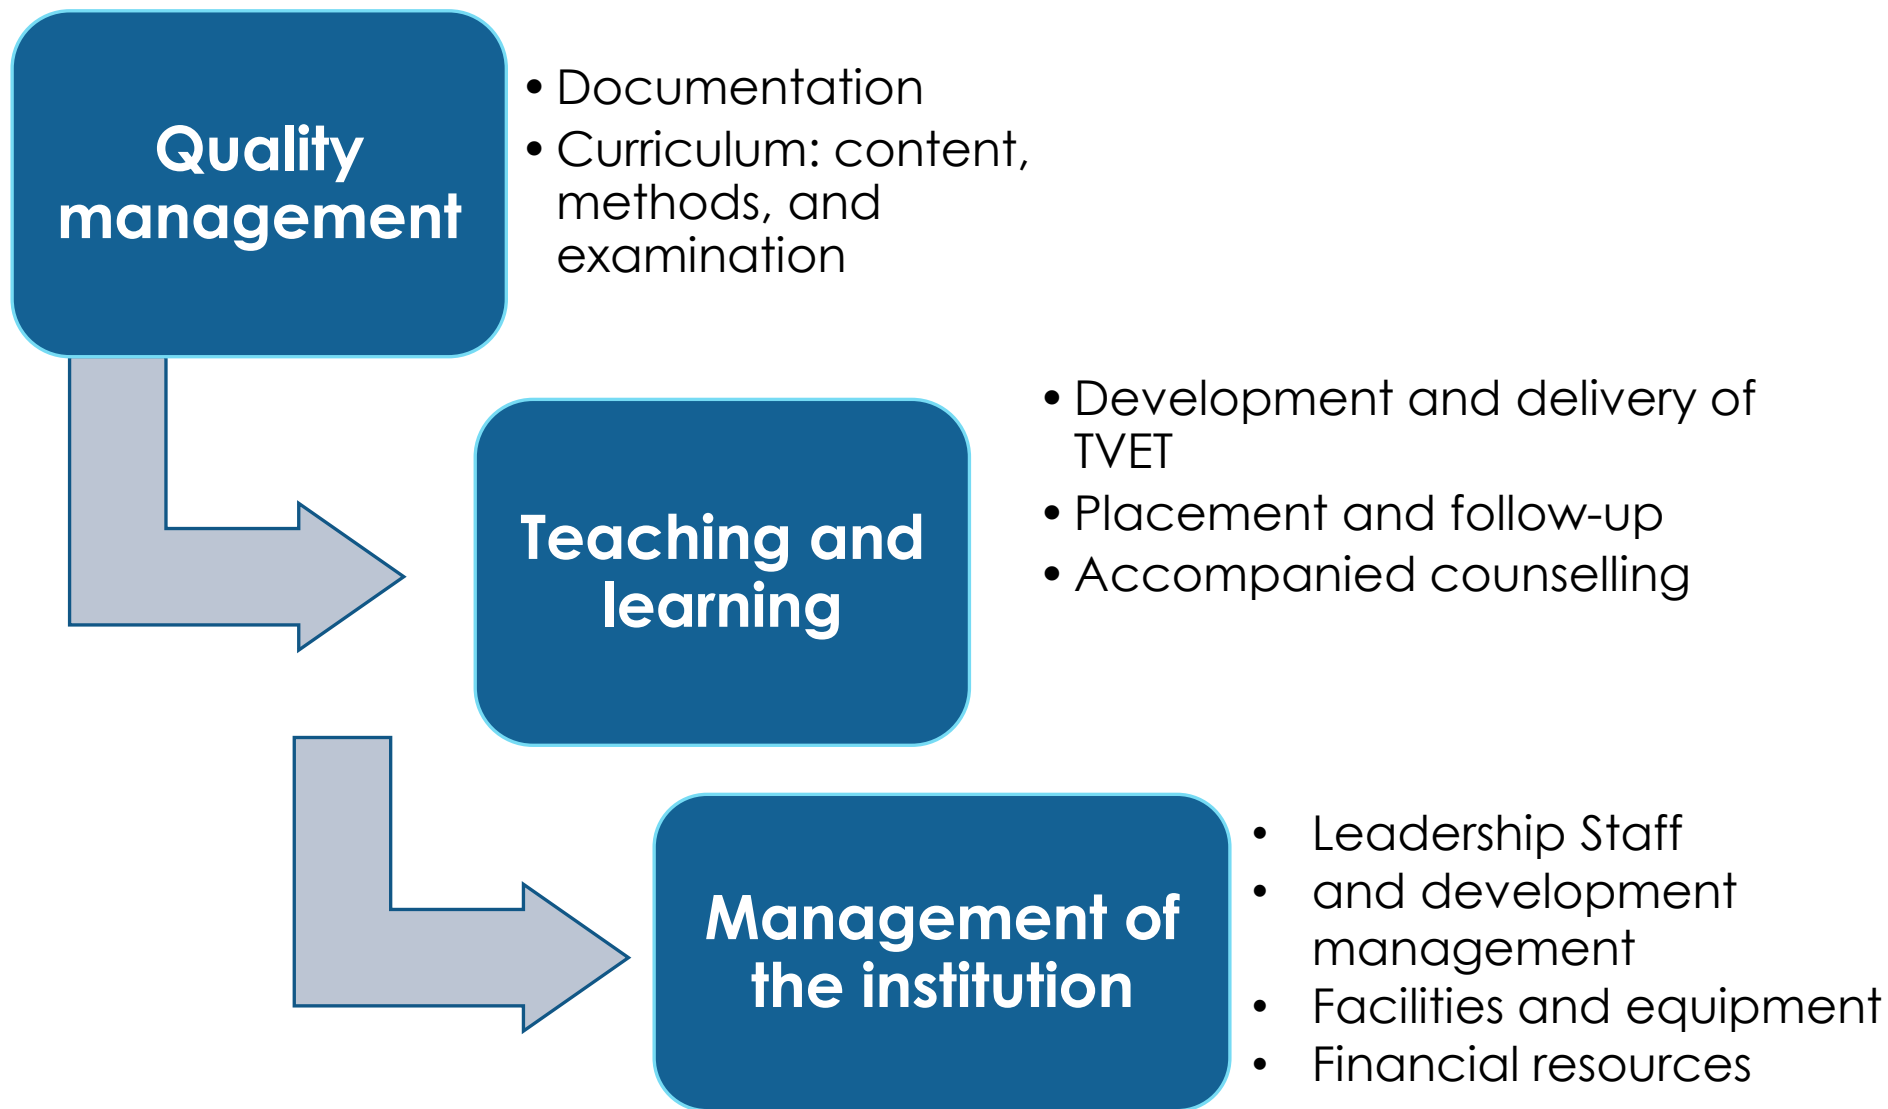 Quality
management
• Documentation
• Curriculum: content,
methods, and
examination
Teaching and
learning
• Development and delivery of
TVET
• Placement and follow-up
• Accompanied counselling
Management of
the institution
• Leadership Staff
• and development
management
• Facilities and equipment
• Financial resources